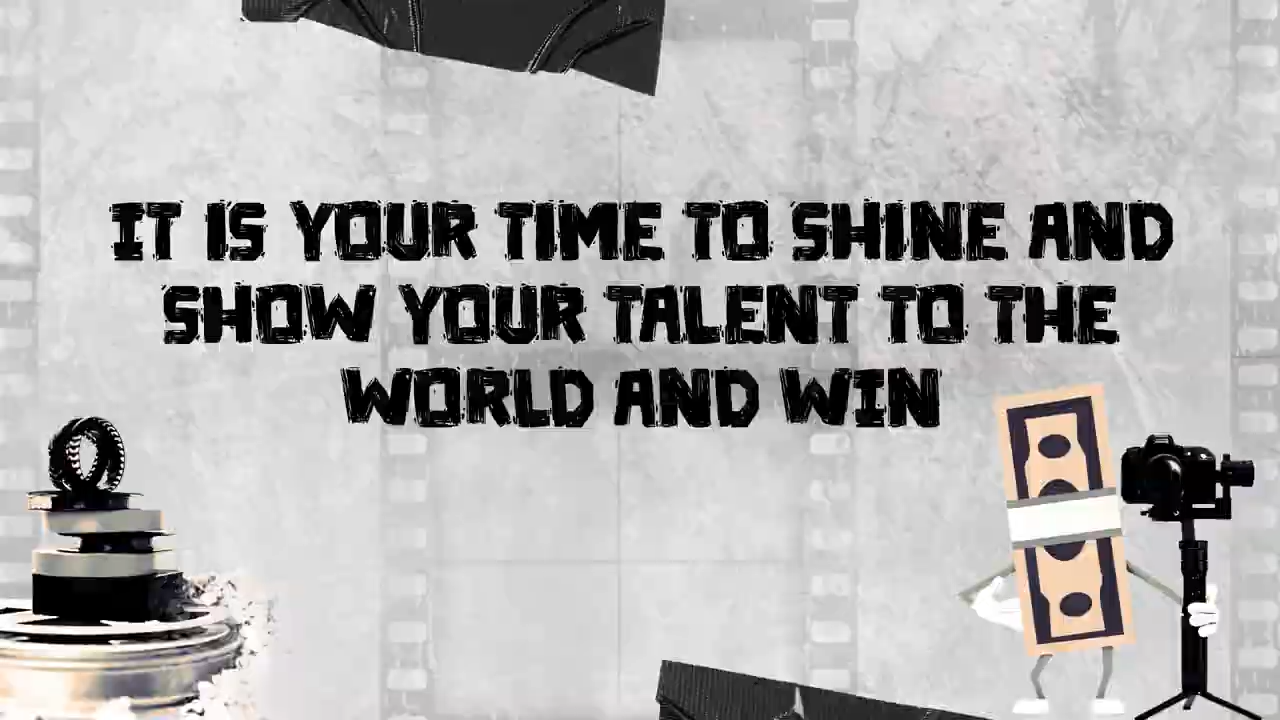 IT IS YOUR TIME TO SHINE AND
SHOW YOUR TALENT TO THE
WORLD AND WIN